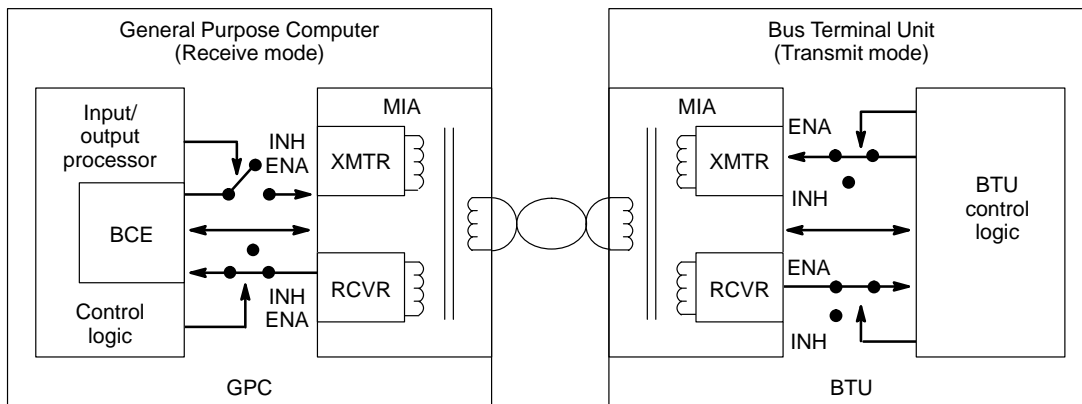 General Purpose Computer
(Receive mode)
Input/
output
processor
BCE
Control
logic
INH
ENA
INH
ENA
MIA
XMTR
RCVR
GPC
Bus Terminal Unit
(Transmit mode)
MIA
XMTR
RCVR
ENA
INH
ENA
INH
BTU
control
logic
BTU